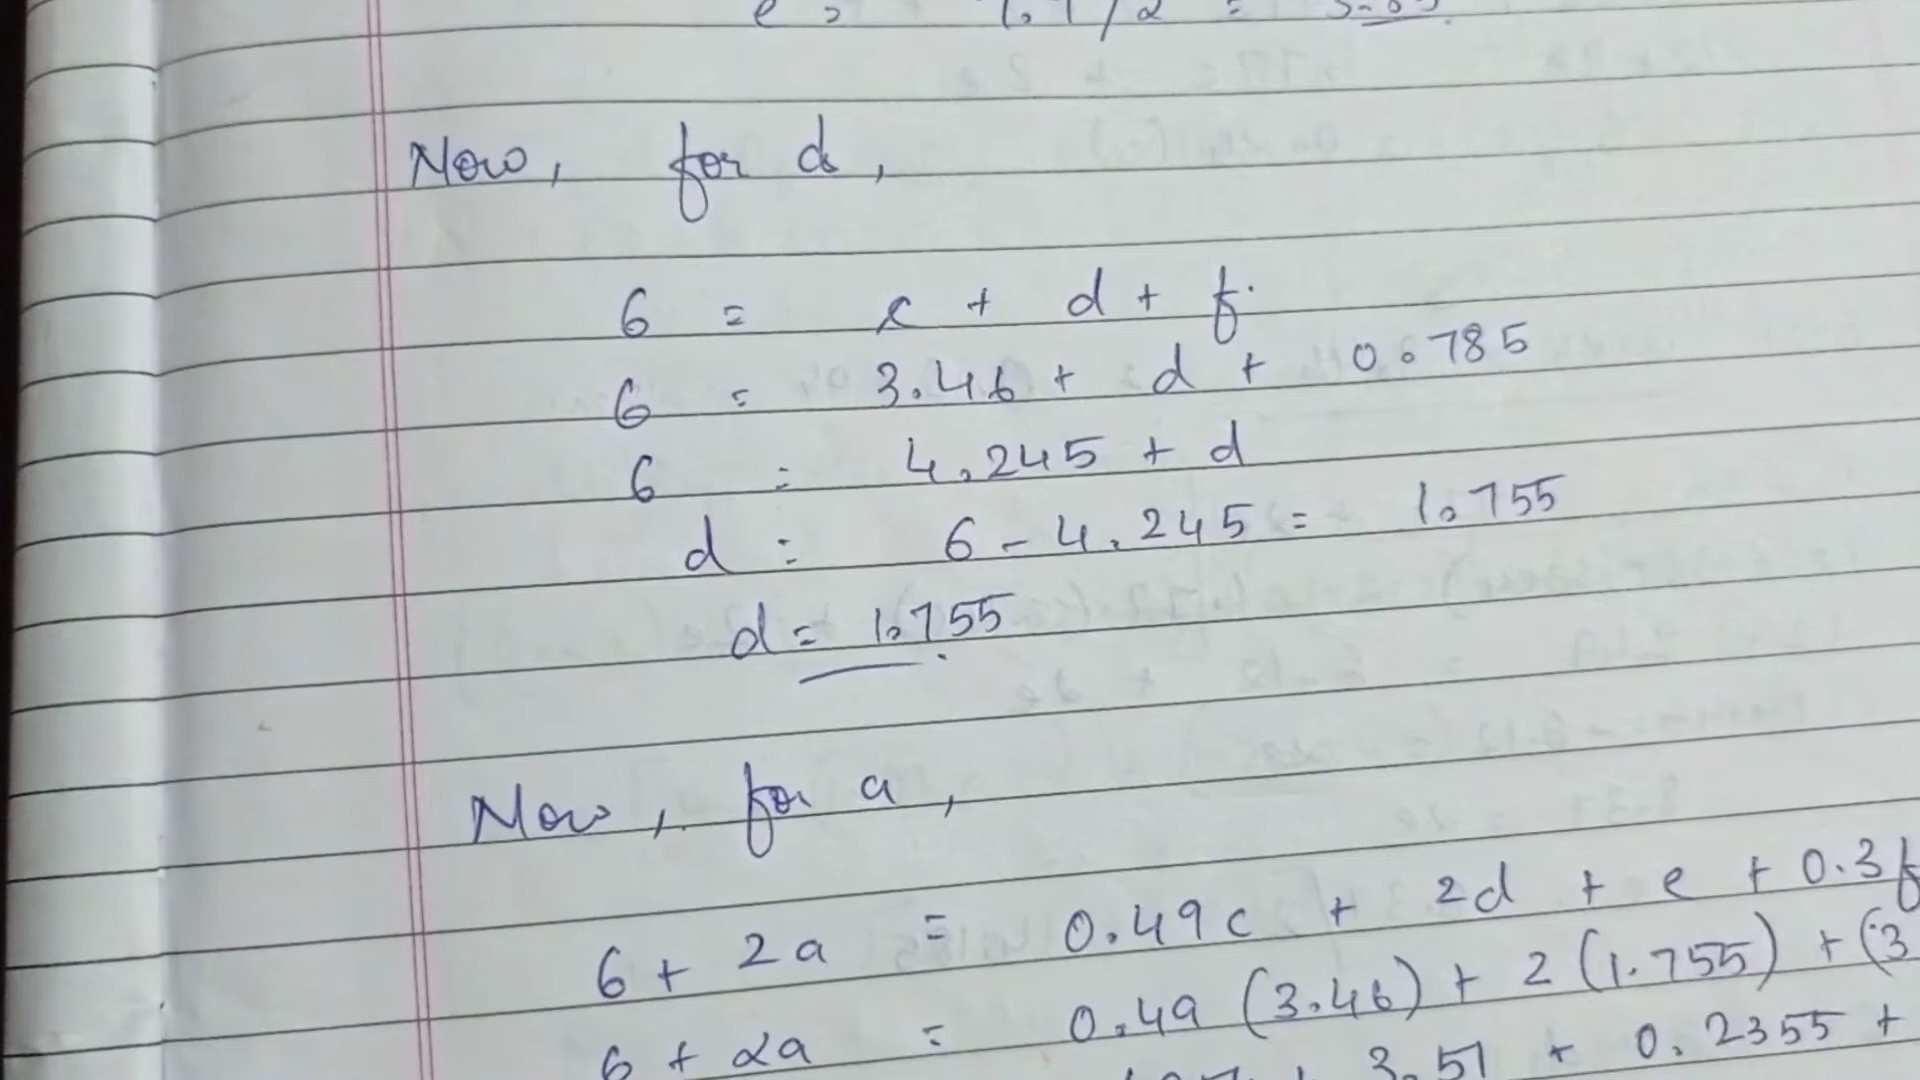 Now, for d,
6 = c + d + f.
6 = 3.46 + d + 0.785
6 = 4.245 + d
d = 6 - 4.245 = 1.755
d = 1.755
Now, for a,
6 + 2a = 0.49c + 2d + e + 0.3f
6 + 2a = 0.49 (3.46) + 2 (1.755) + (3
3.51 + 0.2355 +